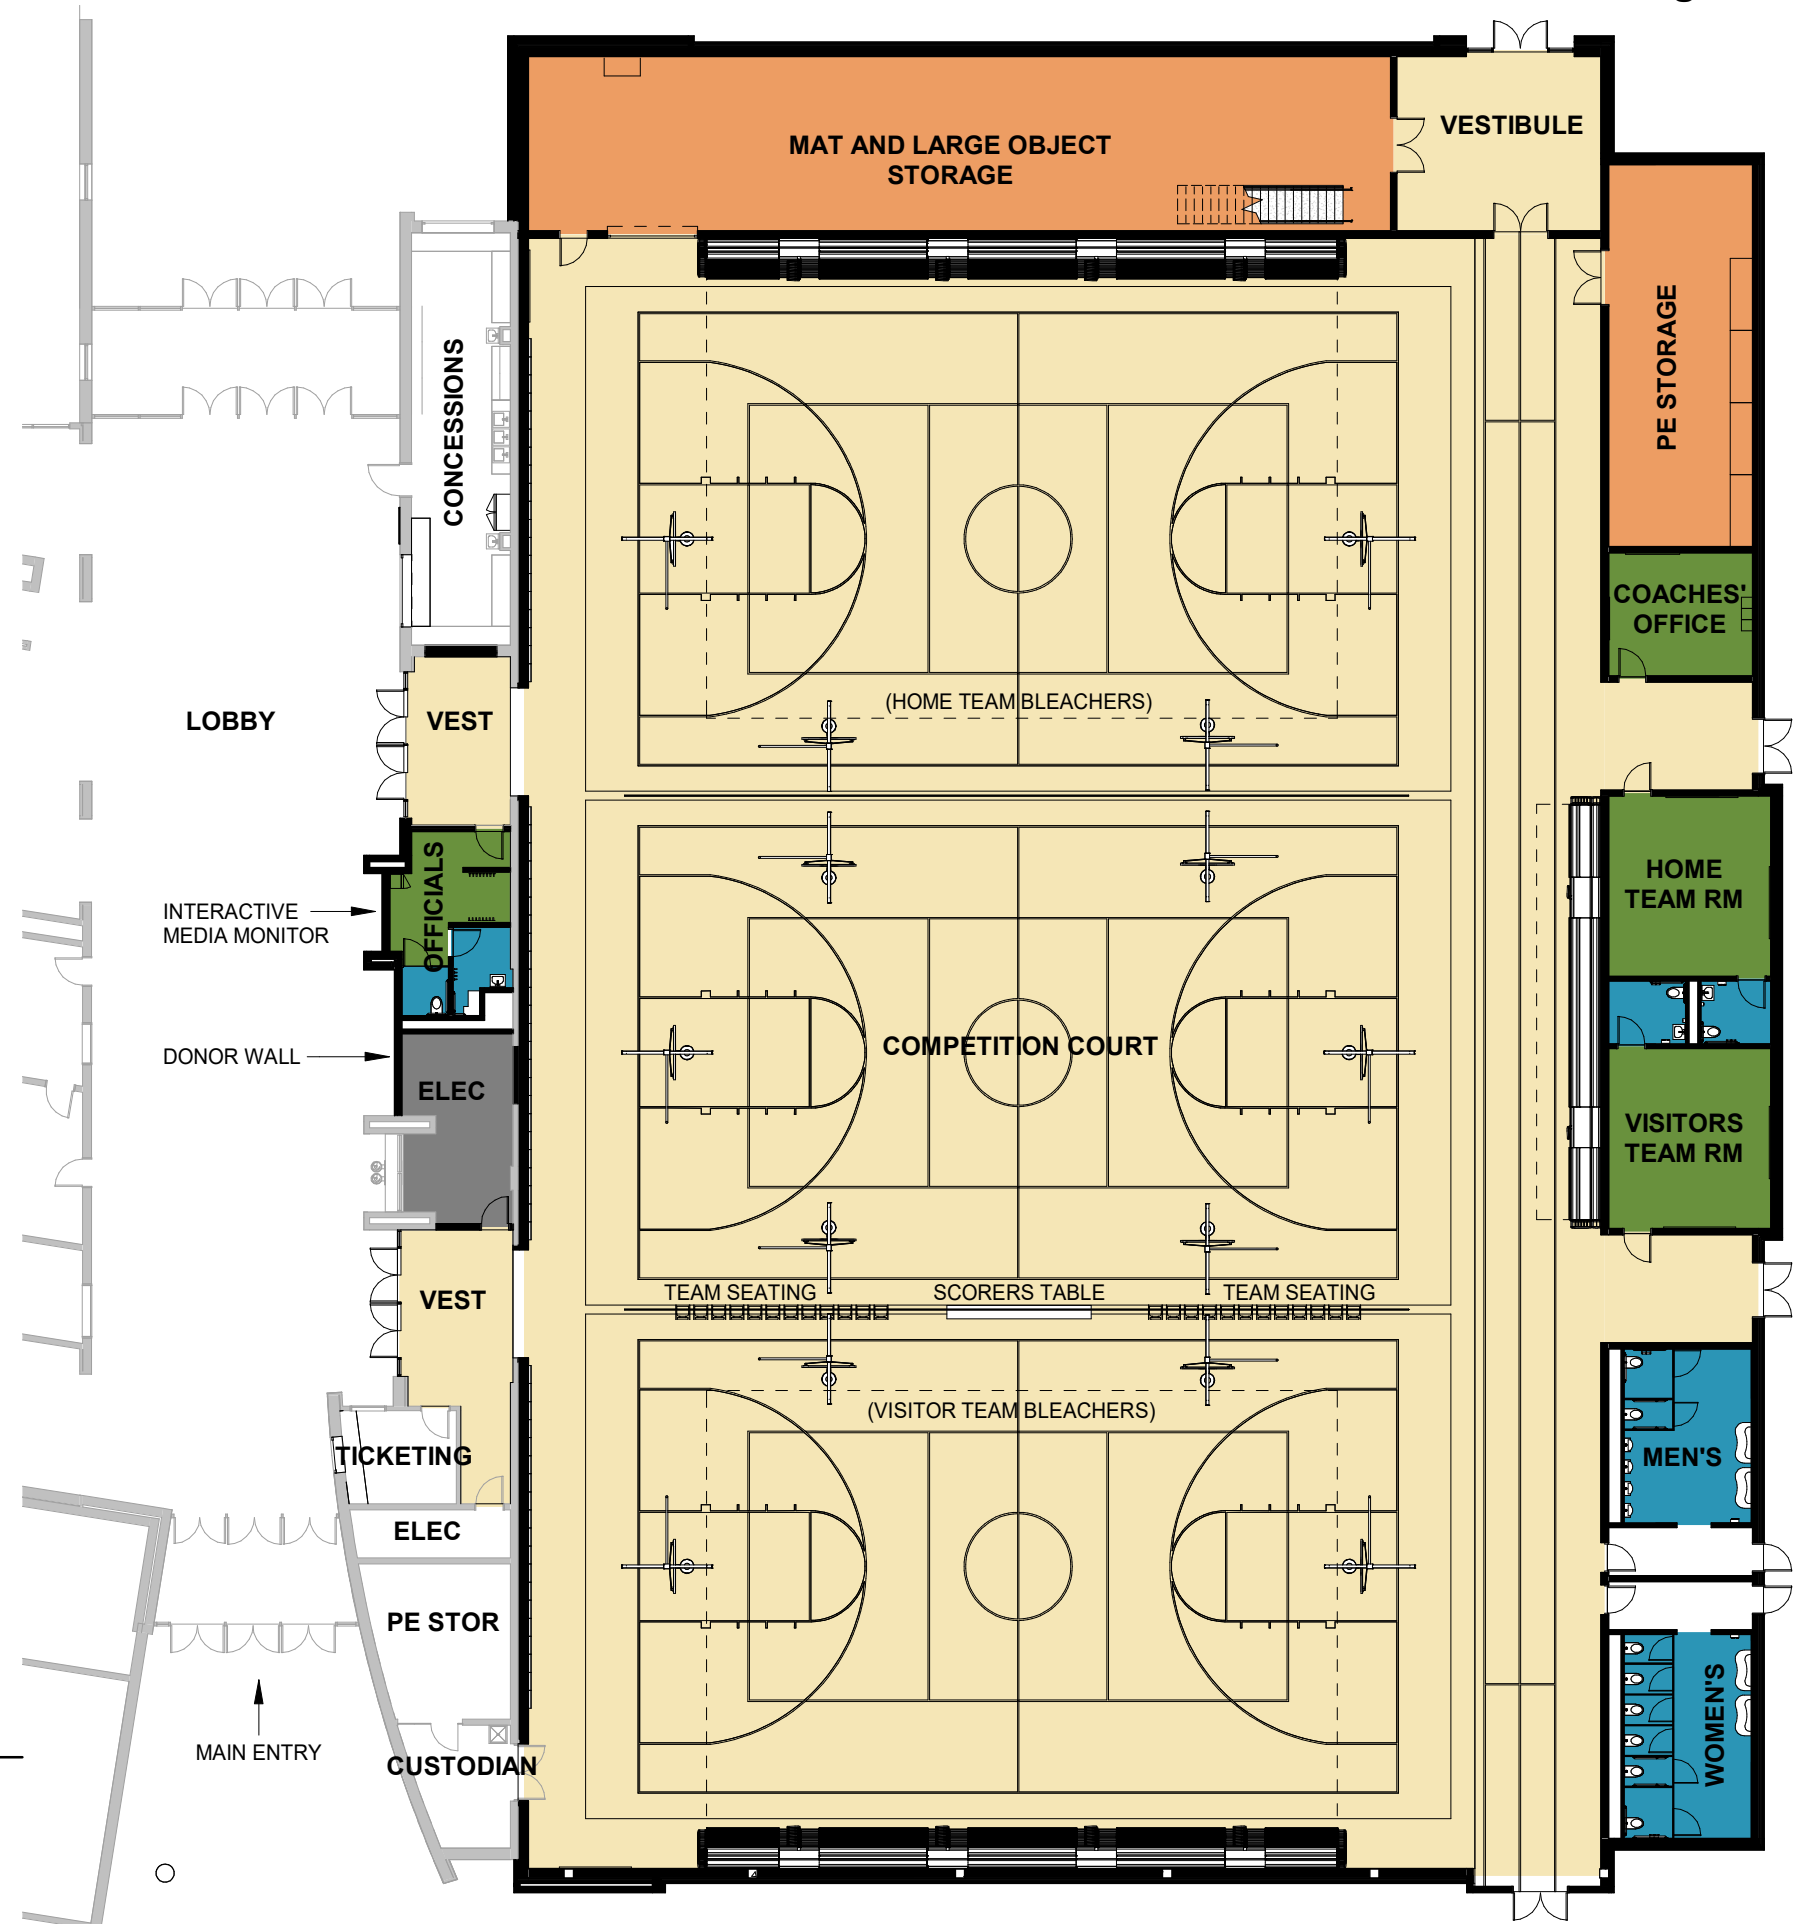 VESTIBULE
MAT AND LARGE OBJECT
STORAGE
PE STORAGE
CONCESSIONS
COACHES'
OFFICE
(HOME TEAM BLEACHERS)
LOBBY
VEST
OFFICIALS
HOME
TEAM RM
INTERACTIVE
MEDIA MONITOR
COMPETITION COURT
DONOR WALL
ELEC
VISITORS
TEAM RM
TEAM SEATING
SCORERS TABLE
TEAM SEATING
VEST
(VISITOR TEAM BLEACHERS)
TICKETING
MEN'S
ELEC
PE STOR
WOMEN'S
MAIN ENTRY
CUSTODIAN